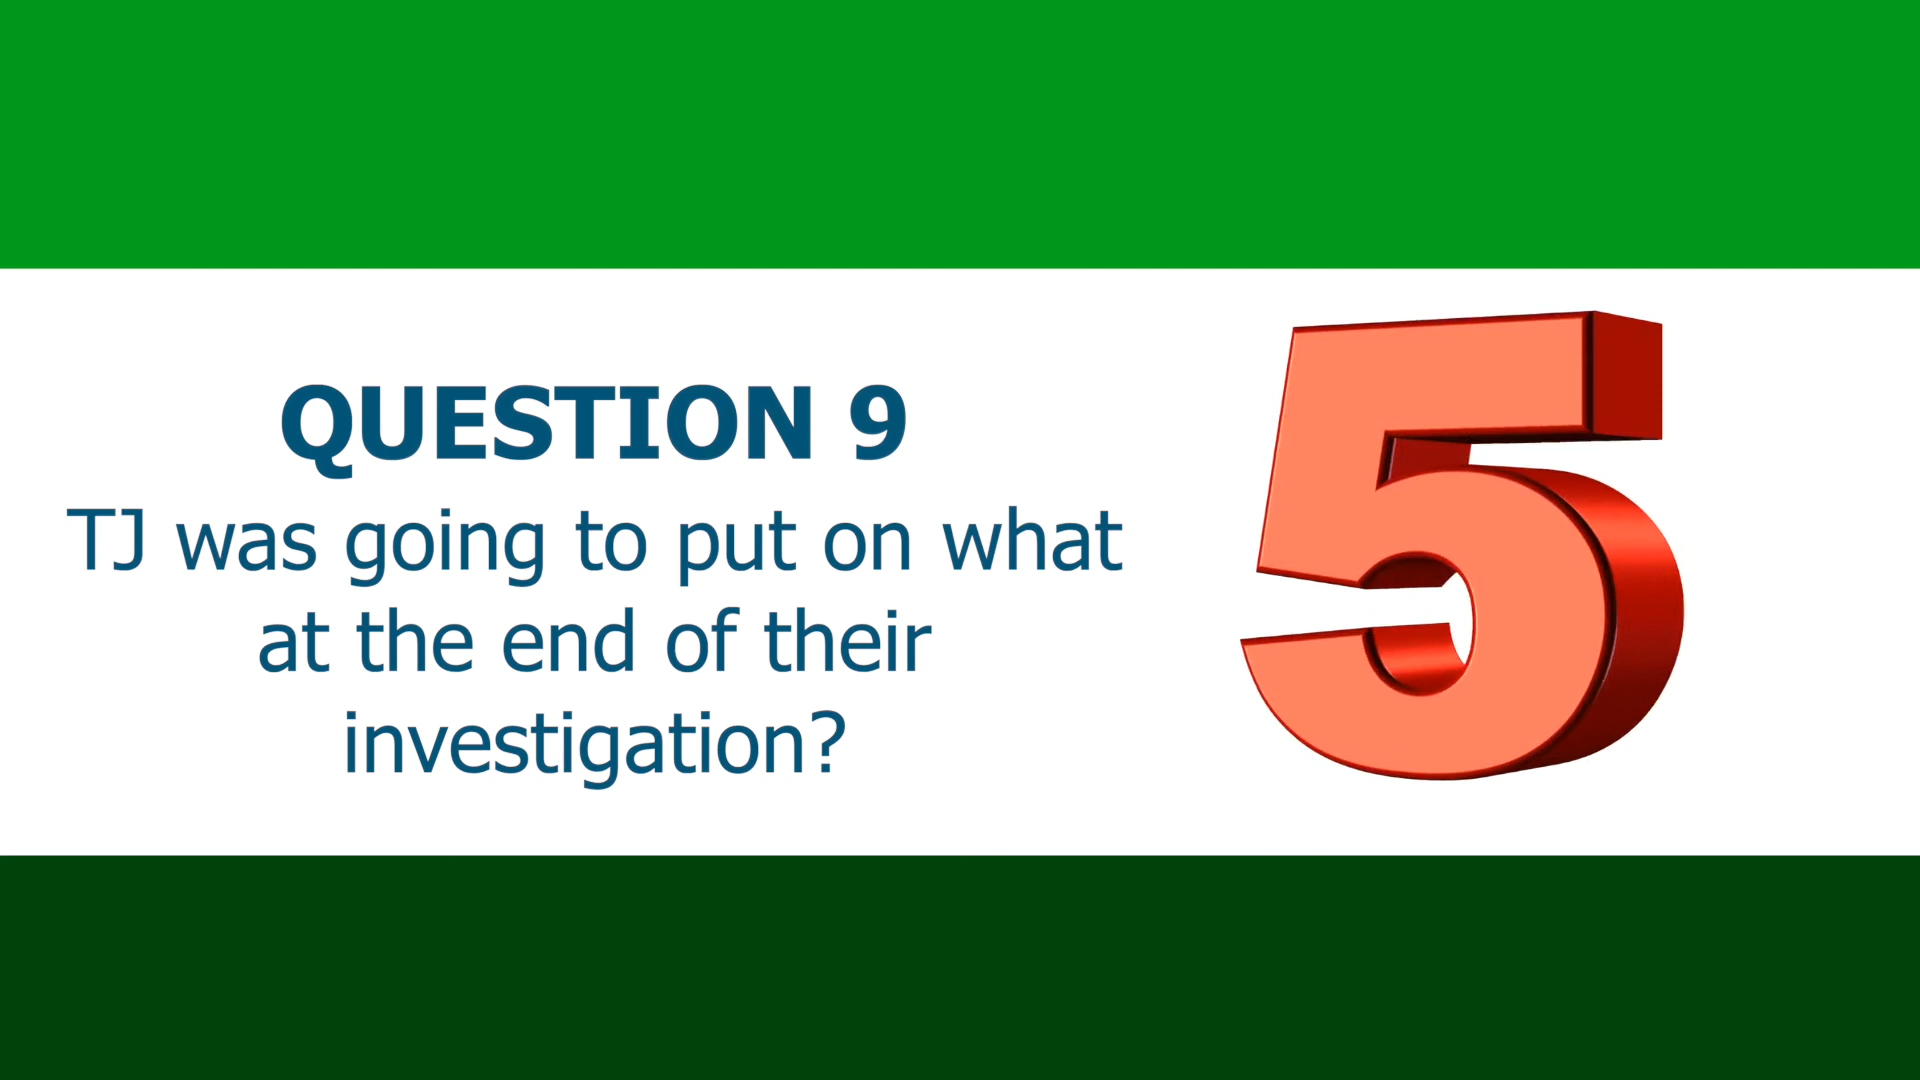 QUESTION 9
TJ was going to put on what
at the end of their
investigation?
5